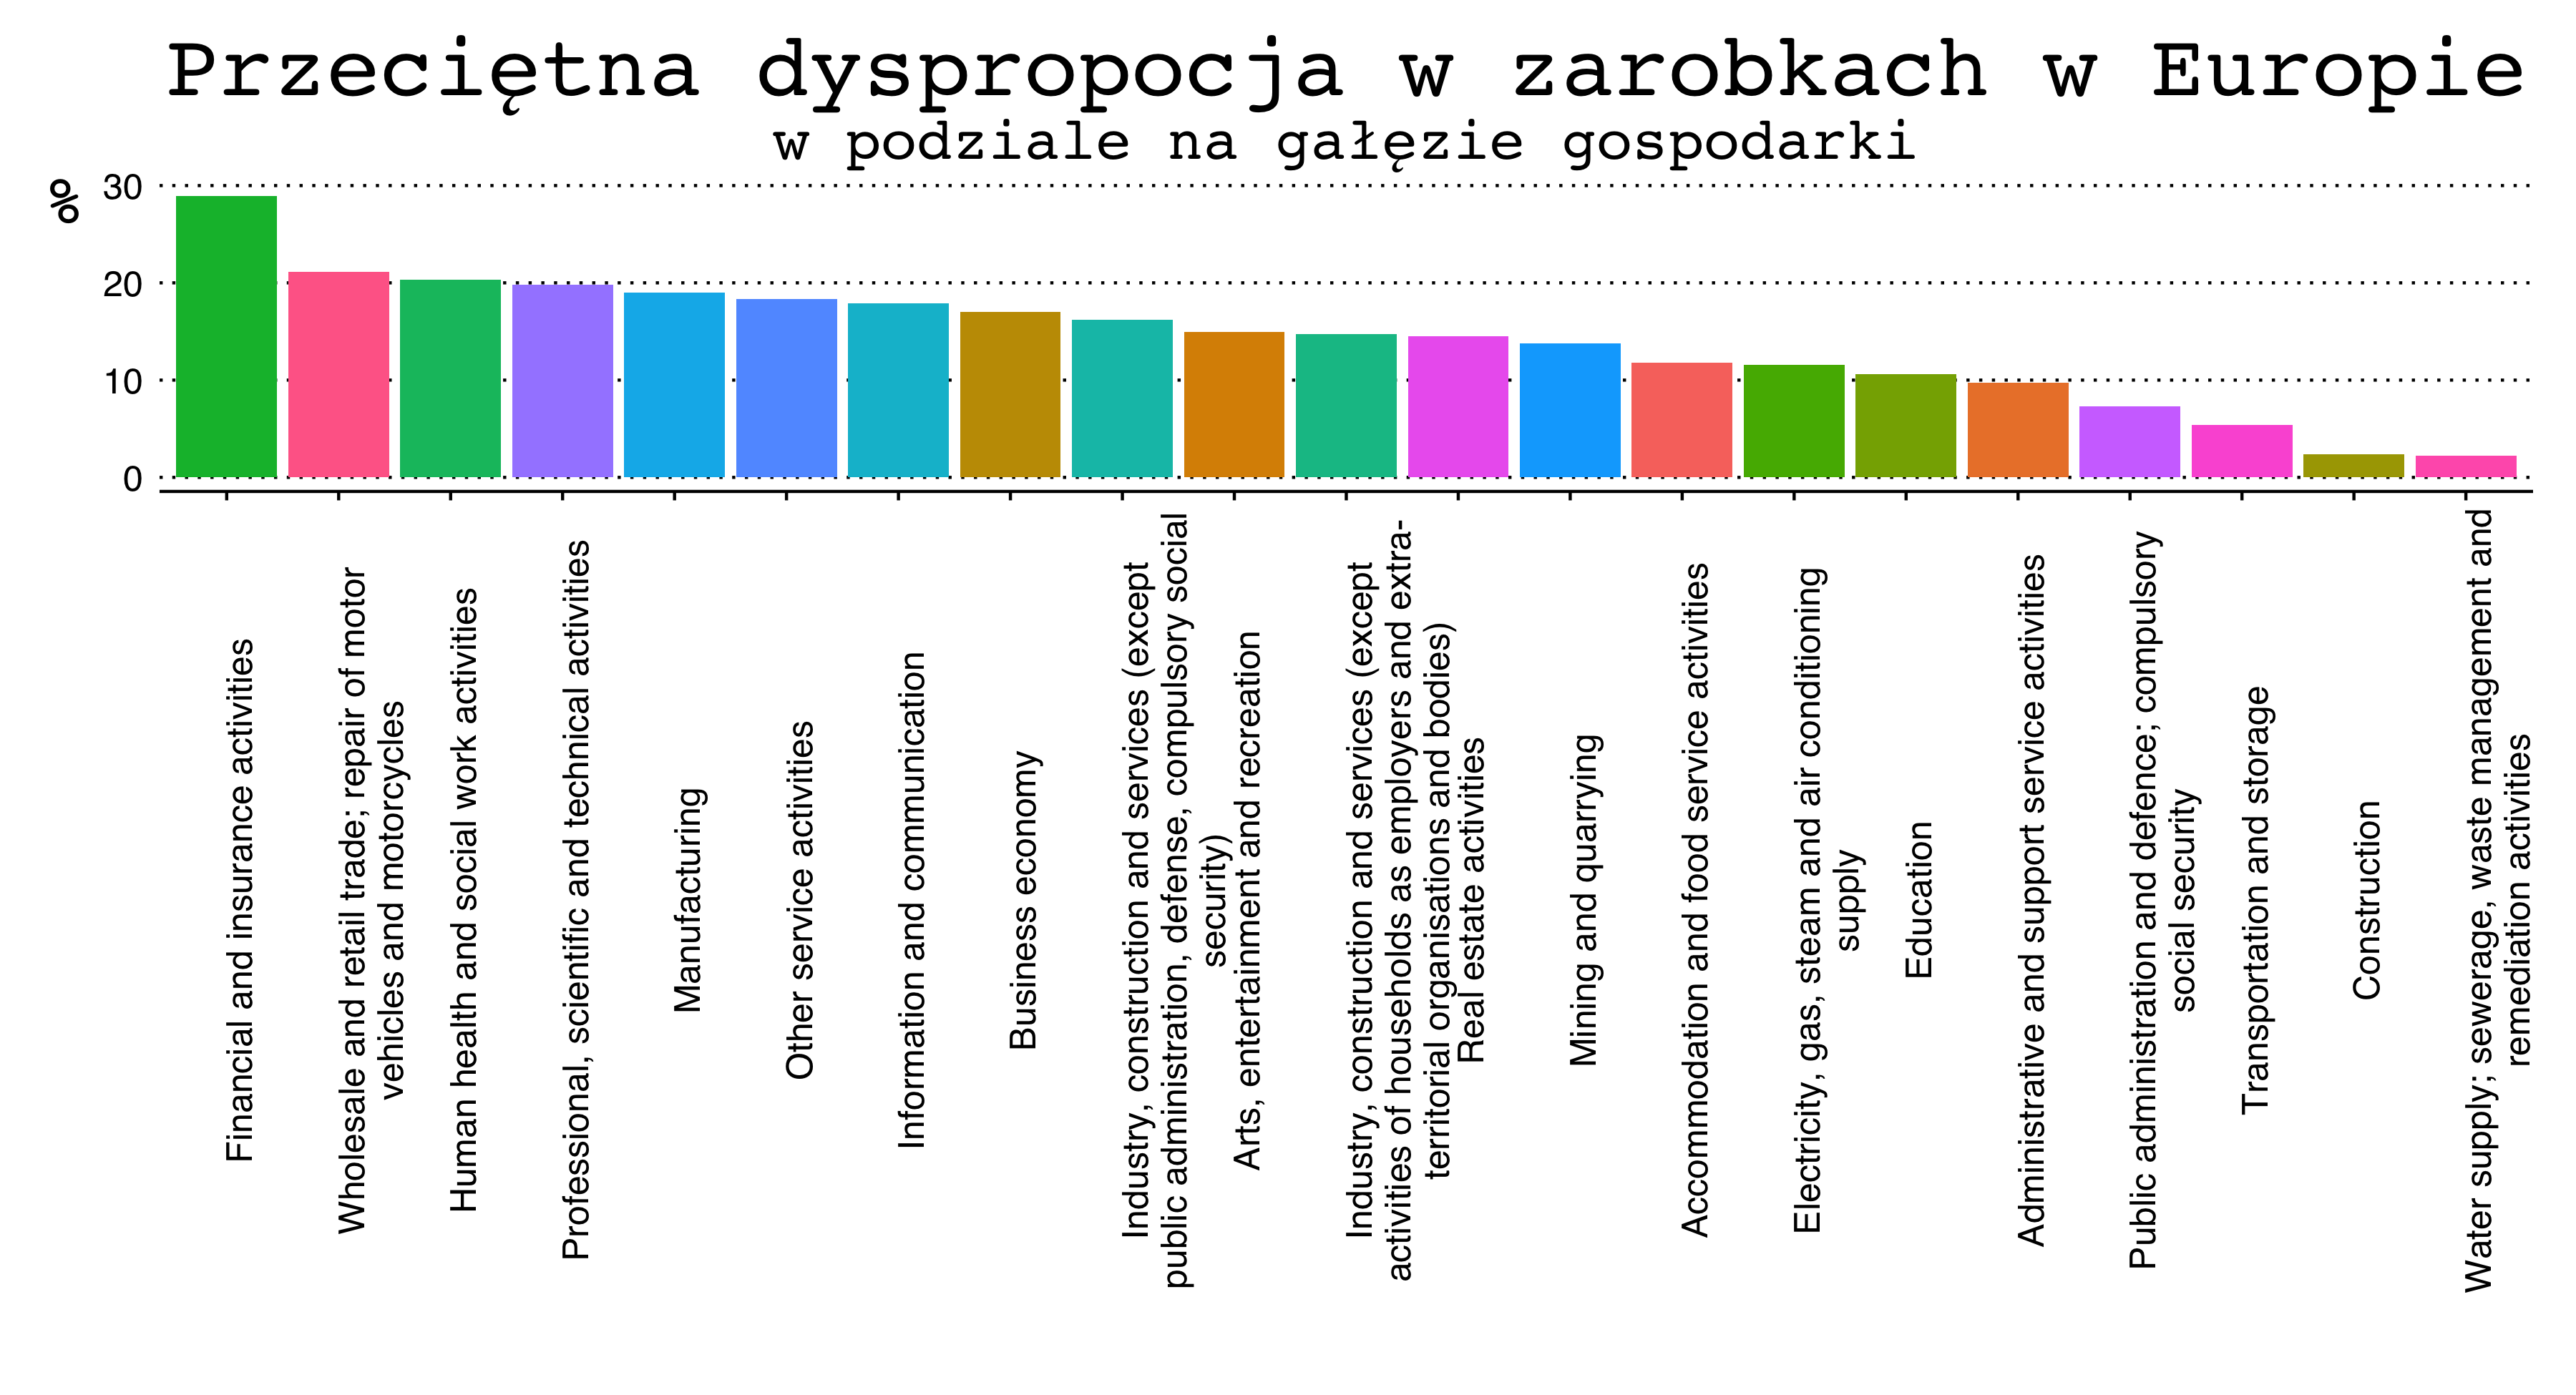 Przeciętna dyspropocja w zarobkach w Europie
w podziale na gałęzie gospodarki
%
30
20
10
0
Financial and insurance activities
Wholesale and retail trade; repair of motor
vehicles and motorcycles
Human health and social work activities
Professional, scientific and technical activities
Manufacturing
Other service activities
Information and communication
Business economy
Industry, construction and services (except
public administration, defense, compulsory social
security)
Arts, entertainment and recreation
Industry, construction and services (except
activities of households as employers and extra-
territorial organisations and bodies)
Real estate activities
Mining and quarrying
Accommodation and food service activities
Electricity, gas, steam and air conditioning
supply
Education
Administrative and support service activities
Public administration and defence; compulsory
social security
Transportation and storage
Construction
Water supply; sewerage, waste management and
remediation activities